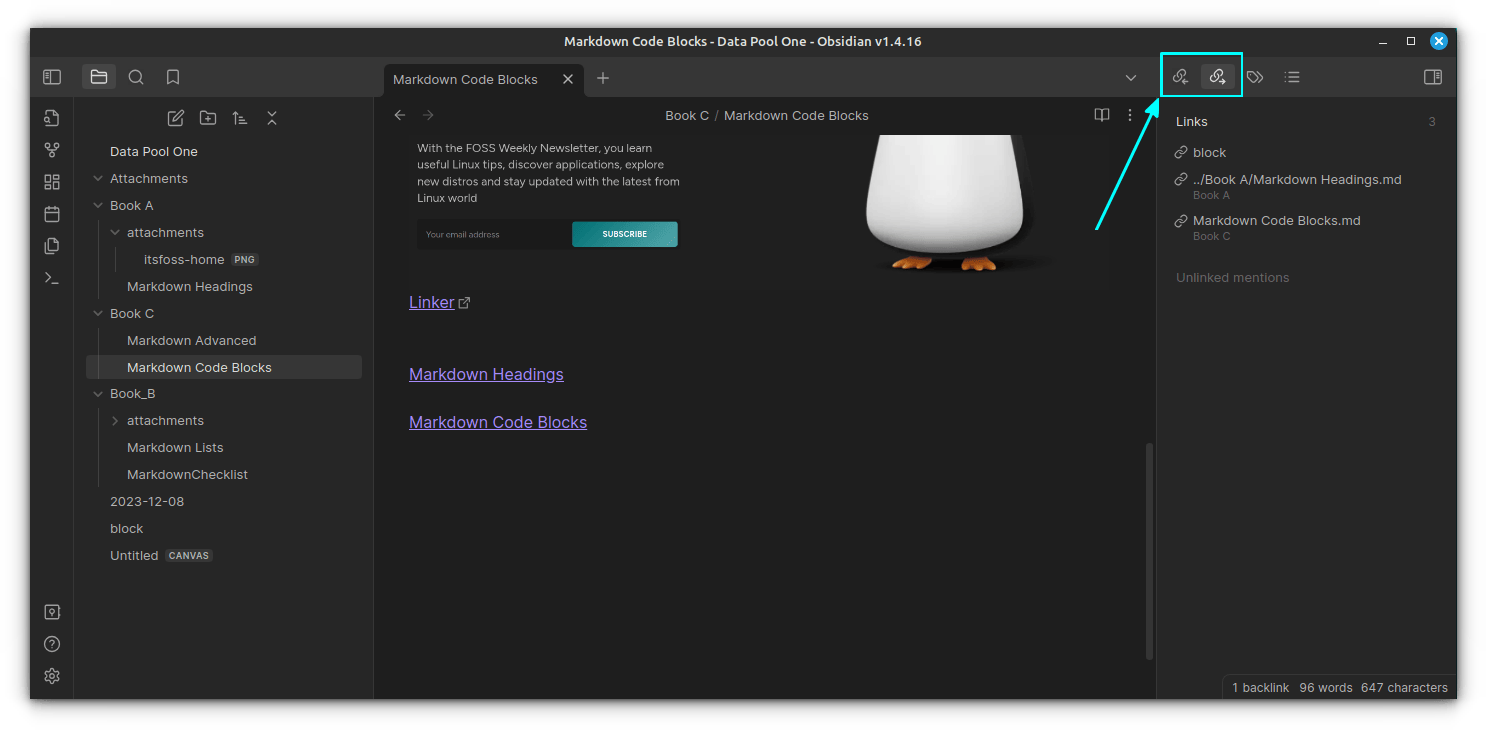 Markdown Code Blocks - Data Pool One - Obsidian v1.4.16
Markdown Code Blocks
Data Pool One
Attachments
Book A
attachments
itsfoss-home PNG
Markdown Headings
Book C
Markdown Advanced
Markdown Code Blocks
Book_B
attachments
Markdown Lists
MarkdownChecklist
2023-12-08
block
Untitled CANVAS
Book C / Markdown Code Blocks
With the FOSS Weekly Newsletter, you learn
useful Linux tips, discover applications, explore
new distros and stay updated with the latest from
Linux world
Your email address SUBSCRIBE
Linker
Markdown Headings
Markdown Code Blocks
Links 3
block
../Book A/Markdown Headings.md
Book A
Markdown Code Blocks.md
Book C
Unlinked mentions
1 backlink 96 words 647 characters